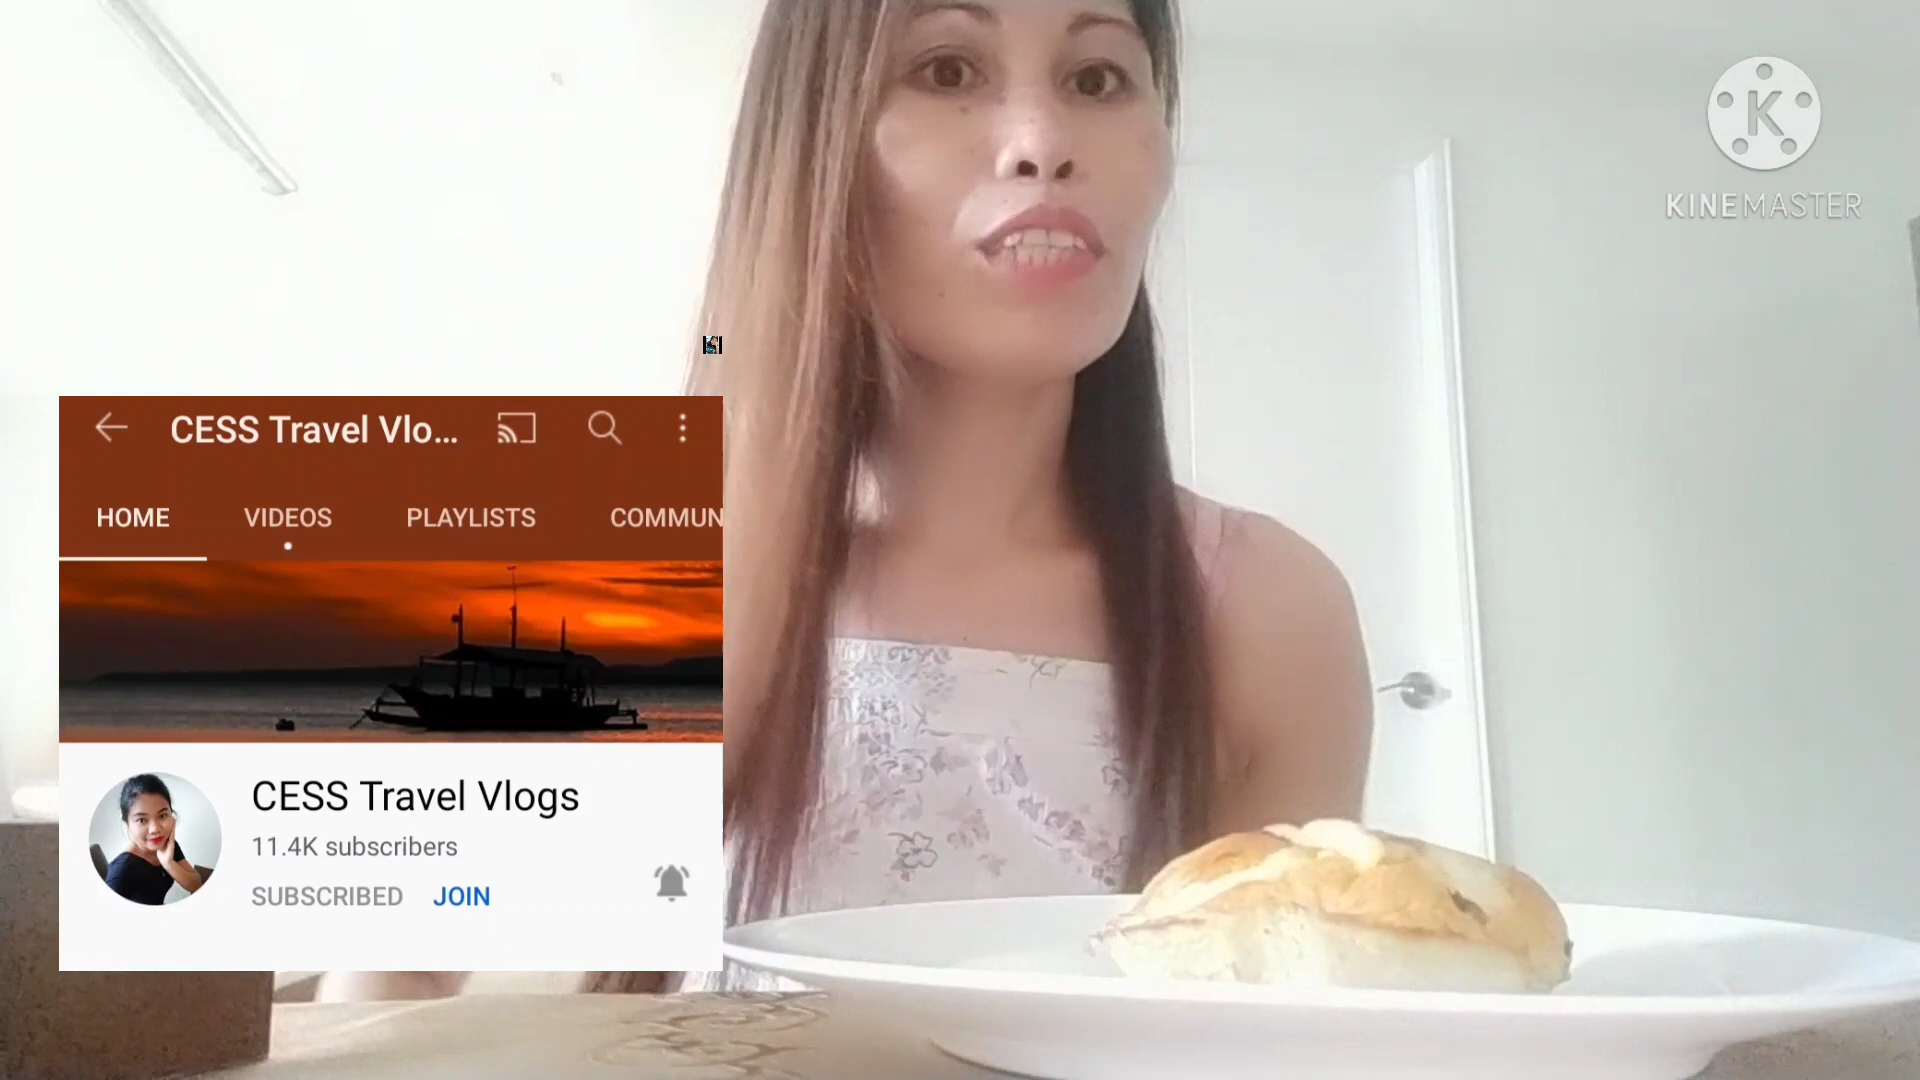 K
KINEMASTER
CESS Travel Vlo...
HOME VIDEOS PLAYLISTS COMMUN
CESS Travel Vlogs
11.4K subscribers
SUBSCRIBED JOIN